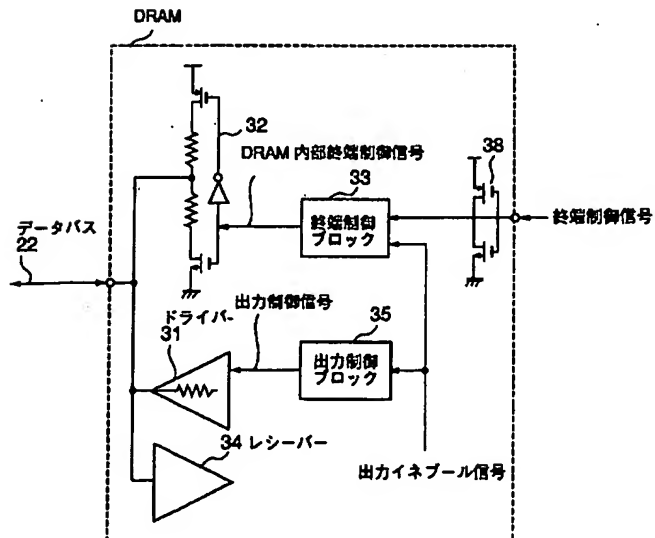 DRAM
32
DRAM 内部終端制御信号
33
終端制御
ブロック
38
終端制御信号
データバス
22
ドライバー
31
出力制御信号
35
出力制御
ブロック
34 レシーバー
出力イネブール信号